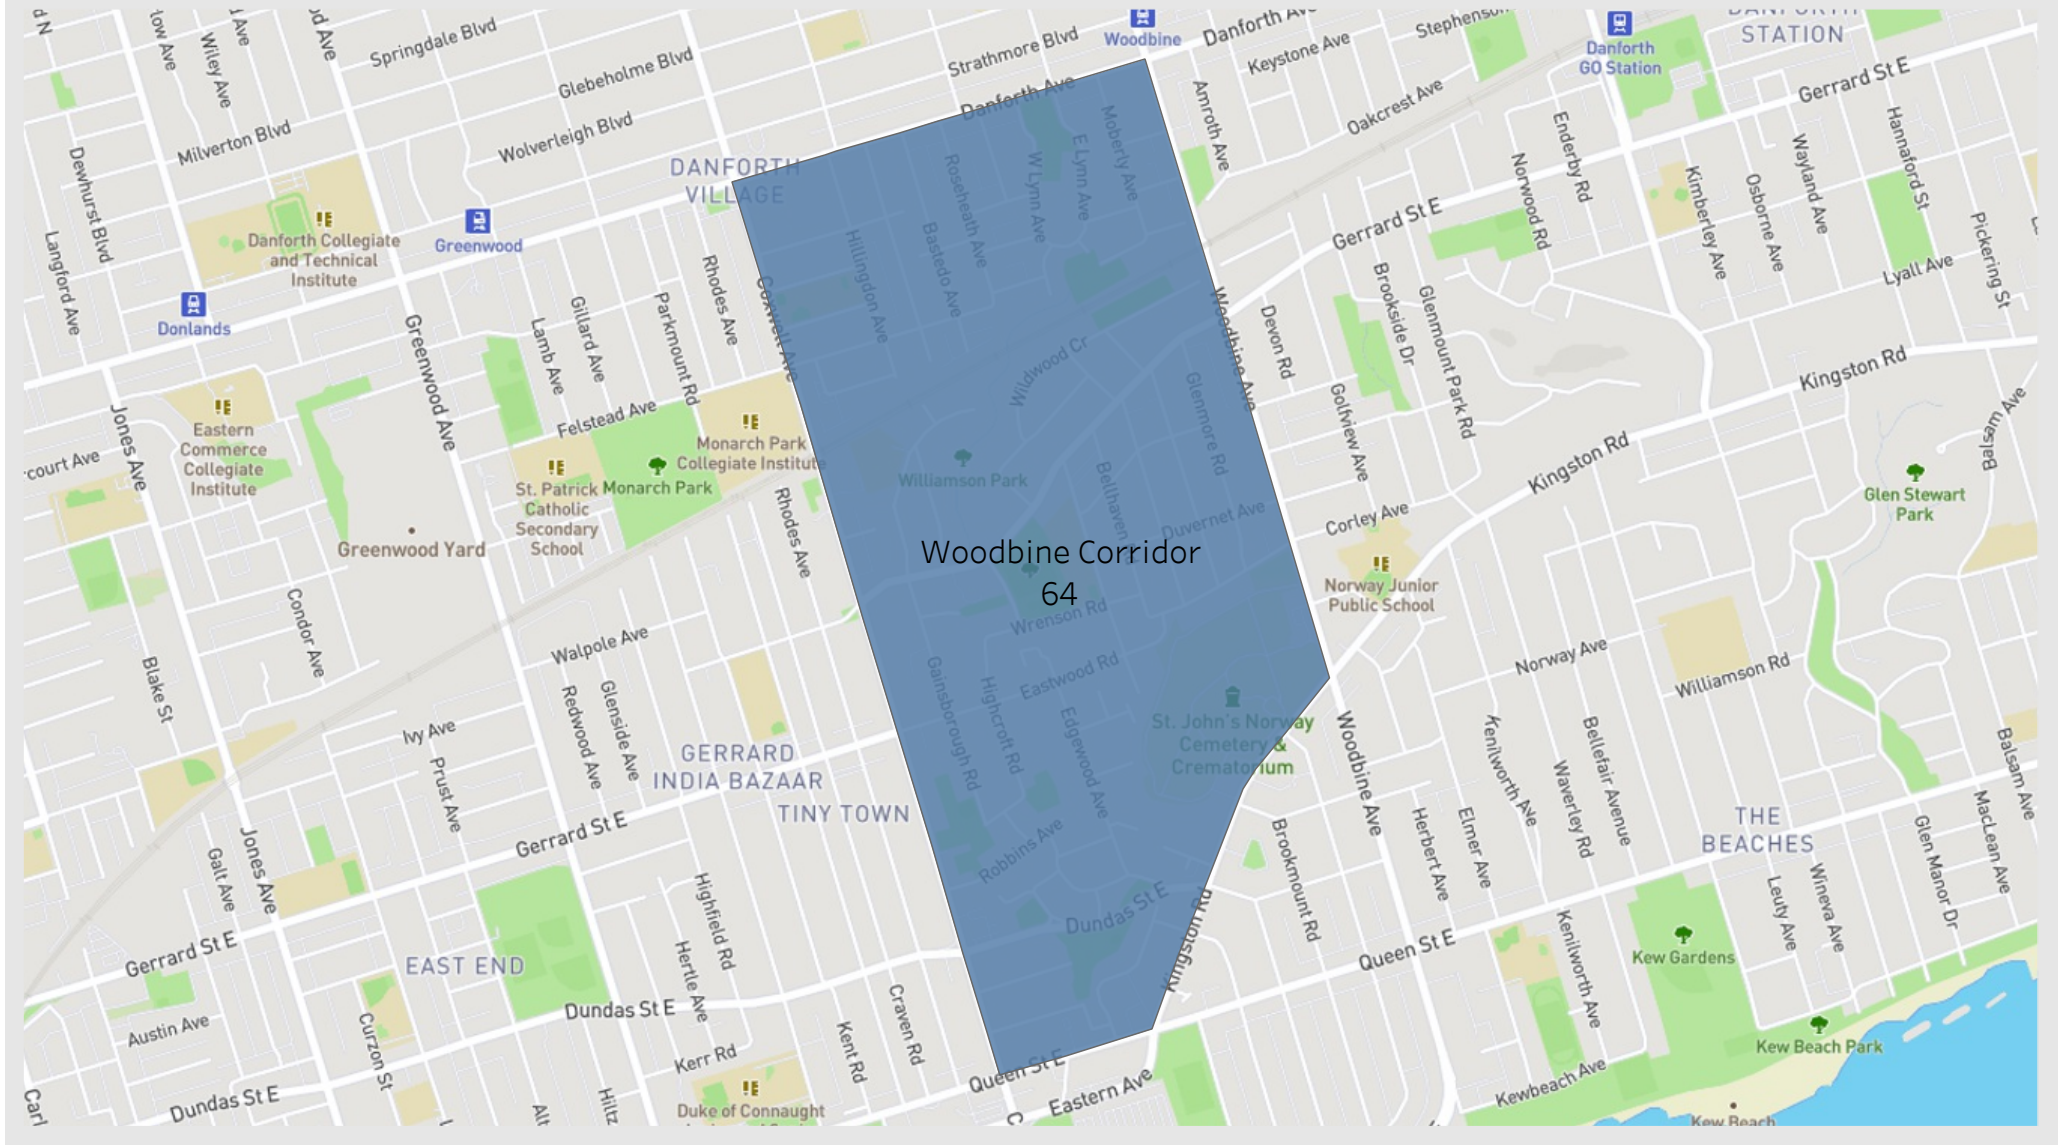 d N
low Ave
Wiley Ave
Springdale Blvd
Glebeholme Blvd
Strathmore Blvd
Woodbine
Danforth Ave
Keystone Ave
Danforth
GO Station
STATION
Gerrard St E
Milverton Blvd
Wolverleigh Blvd
Danforth Ave
Moberly Ave
Amroth Ave
Oakcrest Ave
Enderby Rd
Wayland Ave
Hannaford St
Dewhurst Blvd
DANFORTH
VILLAGE
Roseheath Ave
W Lynn Ave
E Lynn Ave
Norwood Rd
Kimberley Ave
Osborne Ave
Pickering St
Langford Ave
Danforth Collegiate
and Technical
Institute
Greenwood
Donlands
Rhodes Ave
Coxwell Ave
Hillingdon Ave
Bastedo Ave
Gerrard St E
Lyall Ave
Greenwood Ave
Lamb Ave
Gillard Ave
Parkmount Rd
Woodbine Ave
Devon Rd
Brookside Dr
Glenmount Park Rd
Wildwood Cr
Glenmore Rd
Golfview Ave
Kingston Rd
Jones Ave
Felstead Ave
Eastern
Commerce
Collegiate
Institute
Monarch Park
Collegiate Institute
St. Patrick
Catholic
Secondary
School
Monarch Park
Williamson Park
Kingston Rd
Balsam Ave
Glen Stewart
Park
court Ave
Greenwood Yard
Rhodes Ave
Duvernet Ave
Corley Ave
Woodbine Corridor
64
Norway Junior
Public School
Condor Ave
Wrenson Rd
Walpole Ave
Eastwood Rd
Norway Ave
Williamson Rd
Blake St
Redwood Ave
Glenside Ave
Gainsborough Rd
Highcroft Rd
Edgewood Ave
St. John's Norway
Cemetery &
Crematorium
Woodbine Ave
Kenilworth Ave
Bellefair Avenue
Waverley Rd
Balsam Ave
Ivy Ave
Prust Ave
GERRARD
INDIA BAZAAR
TINY TOWN
Gerrard St E
Robbins Ave
Brookmount Rd
Herbert Ave
Elmer Ave
THE
BEACHES
MacLean Ave
Glen Manor Dr
Galt Ave
Jones Ave
Highfield Rd
Dundas St E
Kingston Rd
Leuty Ave
Wineva Ave
Gerrard St E
EAST END
Hertle Ave
Queen St E
Kenilworth Ave
Kew Gardens
Austin Ave
Curzon St
Dundas St E
Kent Rd
Craven Rd
Kew Beach Park
Kerr Rd
Queen St E
Eastern Ave
Kewbeach Ave
Carl
Dundas St E
Hiltz
Duke of Connaught
Kew Beach